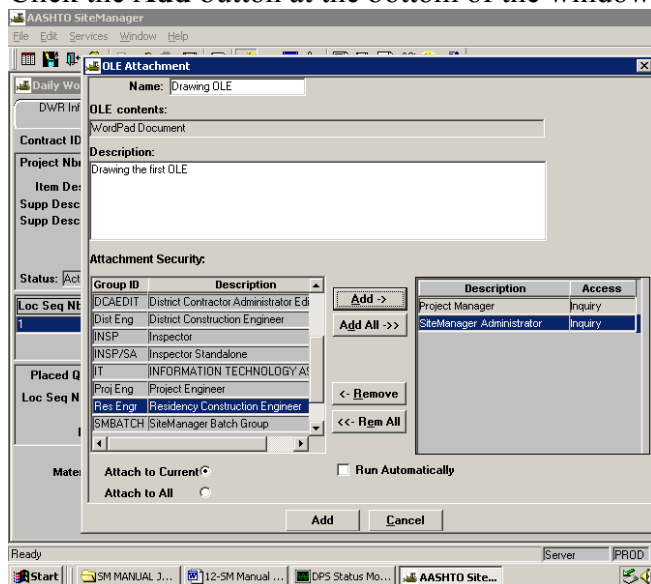 Click the Add button at the bottom of the window
AASHTO SiteManager
File Edit Services Window Help
OLE Attachment
Daily Wo
Name: Drawing OLE
DWR Inf
OLE contents:
WordPad Document
Contract ID
Description:
Project Nbr
Drawing the first OLE
Item Des
Supp Desc
Supp Desc
Attachment Security:
Status: Act
Group ID Description
Description Access
DCAEDIT District Contractor Administrator Edi
Add ->
Project Manager Inquiry
Loc Seq Nb
Dist Eng District Construction Engineer
SiteManager Administrator Inquiry
1
INSP Inspector
Add All ->>
INSP/SA Inspector Standalone
IT INFORMATION TECHNOLOGY AS
Placed Q
Proj Eng Project Engineer
<- Remove
Loc Seq N
Res Engr Residency Construction Engineer
SMBATCH SiteManager Batch Group
<<- Rem All
Mate
Attach to Current
Run Automatically
Attach to All
Add Cancel
Ready Server PROD
Start SM MANUAL J... 12-SM Manual ... DPS Status Mo... AASHTO Site...